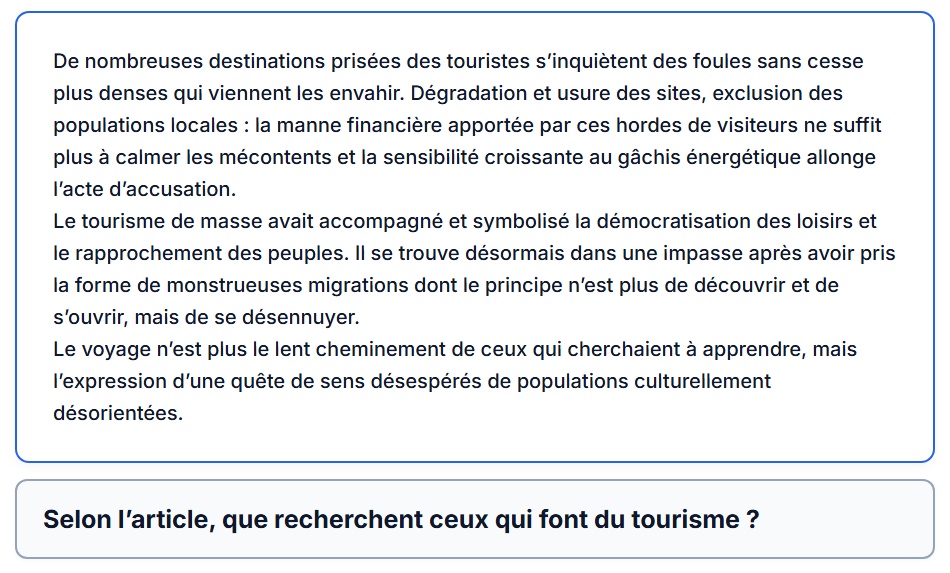 De nombreuses destinations prisées des touristes s’inquiètent des foules sans cesse
plus denses qui viennent les envahir. Dégradation et usure des sites, exclusion des
populations locales : la manne financière apportée par ces hordes de visiteurs ne suffit
plus à calmer les mécontents et la sensibilité croissante au gâchis énergétique allonge
l’acte d’accusation.
Le tourisme de masse avait accompagné et symbolisé la démocratisation des loisirs et
le rapprochement des peuples. Il se trouve désormais dans une impasse après avoir pris
la forme de monstrueuses migrations dont le principe n’est plus de découvrir et de
s’ouvrir, mais de se désennuyer.
Le voyage n’est plus le lent cheminement de ceux qui cherchaient à apprendre, mais
l’expression d’une quête de sens désespérés de populations culturellement
désorientées.
Selon l’article, que recherchent ceux qui font du tourisme ?